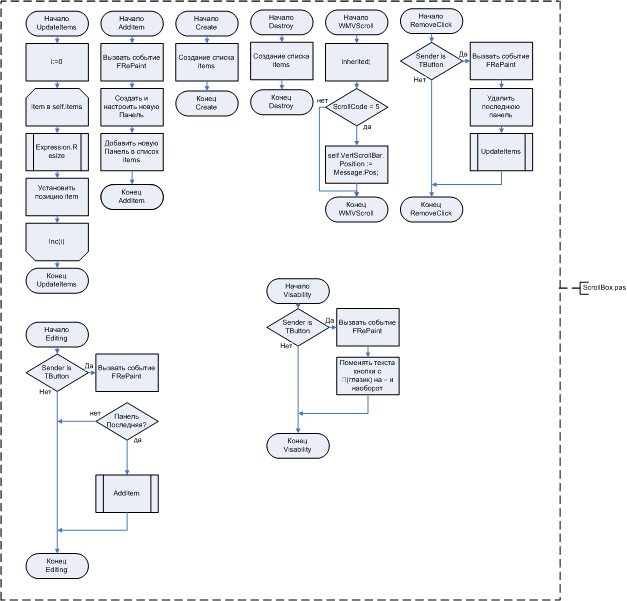 Начало
UpdateItems
I:=0
Item in self.items
Expression.R
esize
Установить
позицию item
Inc(i)
Конец
UpdateItems
Начало
AddItem
Вызвать событие
FRePaint
Создать и
настроить новую
Панель
Добавить новую
Панель в список
items
Конец
AddItem
Начало
Create
Создание списка
Items
Конец
Create
Начало
Destroy
Создание списка
Items
Конец
Destroy
Начало
WMVScroll
Inherited;
ScrollCode = 5
нет
да
self.VertScrollBar.
Position :=
Message.Pos;
Конец
WMVScroll
Начало
RemoveClick
Sender is
TButton
Да
Нет
Вызвать событие
FRePaint
Удалить
последнюю
панель
UpdateItems
Конец
RemoveClick
ScrollBox.pas
Начало
Visability
Sender is
TButton
Да
Нет
Вызвать событие
FRePaint
Поменять текста
кнопки с
(глазик) на – и
наоборот
Конец
Visability
Начало
Editing
Sender is
TButton
Да
Нет
Вызвать событие
FRePaint
Панель
Последняя?
нет
да
AddItem
Конец
Editing